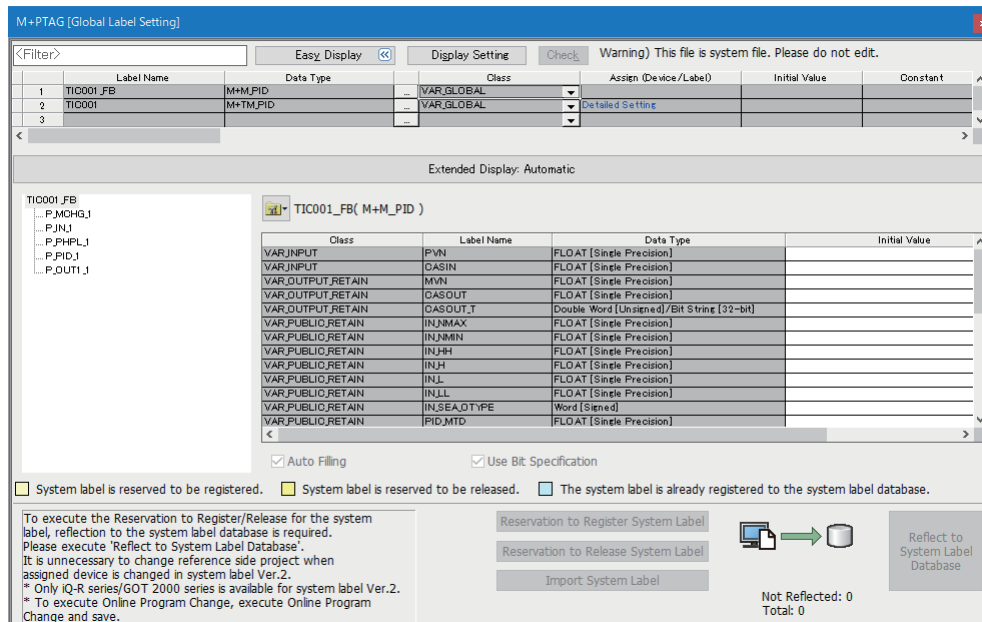 M+PTAG [Global Label Setting]
<Filter> Easy Display Display Setting Check Warning) This file is system file. Please do not edit.
Label Name Data Type Class Assign (Device/Label) Initial Value Constant
1 TIC001_FB M+M_PID ... VAR_GLOBAL
2 TIC001 M+TM_PID ... VAR_GLOBAL Detailed Setting
3 ...
Extended Display: Automatic
TIC001_FB
P_MCHG_1
P_IN_1
P_PHPL_1
P_PID_1
P_OUT1_1
TIC001_FB( M+M_PID )
Class Label Name Data Type Initial Value
VAR_INPUT PVN FLOAT [Single Precision]
VAR_INPUT CASIN FLOAT [Single Precision]
VAR_OUTPUT_RETAIN MVN FLOAT [Single Precision]
VAR_OUTPUT_RETAIN CASOUT FLOAT [Single Precision]
VAR_OUTPUT_RETAIN CASOUT_T Double Word [Unsigned]/Bit String [32-bit]
VAR_PUBLIC_RETAIN IN_NMAX FLOAT [Single Precision]
VAR_PUBLIC_RETAIN IN_NMIN FLOAT [Single Precision]
VAR_PUBLIC_RETAIN IN_HH FLOAT [Single Precision]
VAR_PUBLIC_RETAIN IN_H FLOAT [Single Precision]
VAR_PUBLIC_RETAIN IN_L FLOAT [Single Precision]
VAR_PUBLIC_RETAIN IN_LL FLOAT [Single Precision]
VAR_PUBLIC_RETAIN IN_SEA_OTYPE Word [Signed]
VAR_PUBLIC_RETAIN PID_MTD FLOAT [Single Precision]
Auto Filling Use Bit Specification
System label is reserved to be registered. System label is reserved to be released. The system label is already registered to the system label database.
To execute the Reservation to Register/Release for the system
label, reflection to the system label database is required.
Please execute 'Reflect to System Label Database'.
It is unnecessary to change reference side project when
assigned device is changed in system label Ver.2.
* Only iQ-R series/GOT 2000 series is available for system label Ver.2.
* To execute Online Program Change, execute Online Program
Change and save.
Reservation to Register System Label
Reservation to Release System Label
Import System Label
Reflect to
System Label
Database
Not Reflected: 0
Total: 0